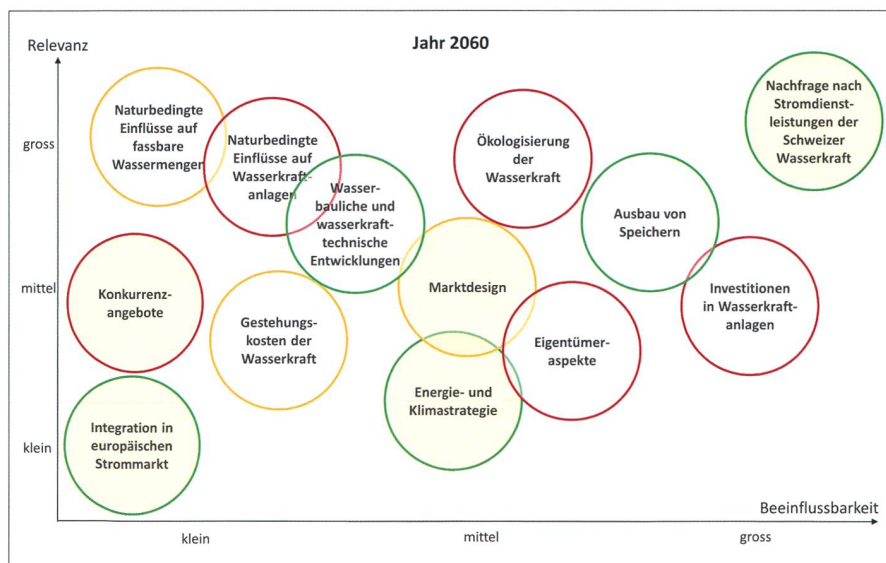 Relevanz
Jahr 2060
gross
mittel
klein
Naturbedingte
Einflüsse auf
fassbare
Wassermengen
Naturbedingte
Einflüsse auf
Wasserkraft-
anlagen
Wasser-
bauliche und
wasserkraft-
technische
Entwicklungen
Ökologisierung
der
Wasserkraft
Nachfrage nach
Stromdienst-
leistungen der
Schweizer
Wasserkraft
Ausbau von
Speichern
Konkurrenz-
angebote
Gestehungs-
kosten der
Wasserkraft
Marktdesign
Eigentümer-
aspekte
Investitionen
in Wasserkraft-
anlagen
Integration in
europäischen
Strommarkt
Energie- und
Klimastrategie
Beeinflussbarkeit
klein
mittel
gross